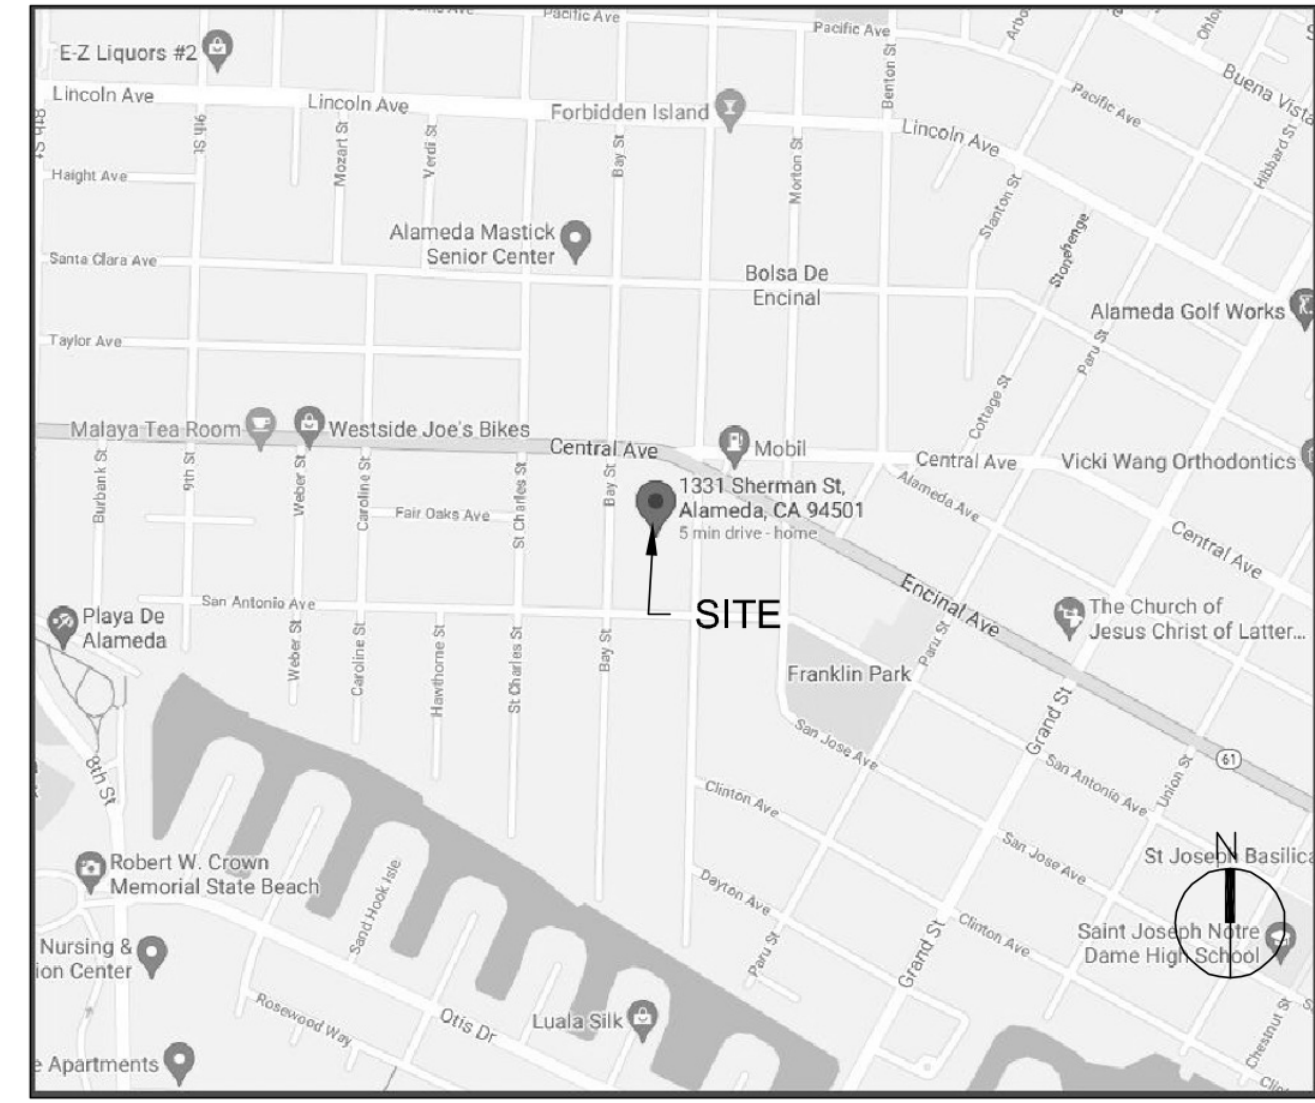 Pacific Ave
Pacific Ave
E-Z Liquors #2
Lincoln Ave
Lincoln Ave
Forbidden Island
Lincoln Ave
Benton St
Pacific Ave
Buena Vista
Hibbard St
8th St
9th St
Mozart St
Verdi St
Bay St
Morton St
Haight Ave
Stanton St
Stonehenge
Alameda Mastick
Senior Center
Santa Clara Ave
Bolsa De
Encinal
Alameda Golf Works
Taylor Ave
Paru St
Cottage St
Malaya Tea Room
Westside Joe's Bikes
Central Ave
Mobil
Central Ave
Vicki Wang Orthodontics
Burbank St
9th St
Weber St
Caroline St
St Charles St
Bay St
1331 Sherman St,
Alameda, CA 94501
5 min drive - home
Alameda Ave
Fair Oaks Ave
Central Ave
San Antonio Ave
SITE
Encinal Ave
Playa De
Alameda
The Church of
Jesus Christ of Latter...
Weber St
Caroline St
Hawthorne St
St Charles St
Bay St
Paru St
Franklin Park
Grand St
San Jose Ave
61
8th St
Clinton Ave
San Antonio Ave
Union St
N
San Jose Ave
St Joseph Basilica
Robert W. Crown
Memorial State Beach
Sand Hook Isle
Dayton Ave
Clinton Ave
Saint Joseph Notre
Dame High School
Nursing &
ion Center
Paru St
Grand St
Rosewood Way
Otis Dr
Luala Silk
Chestnut St
e Apartments